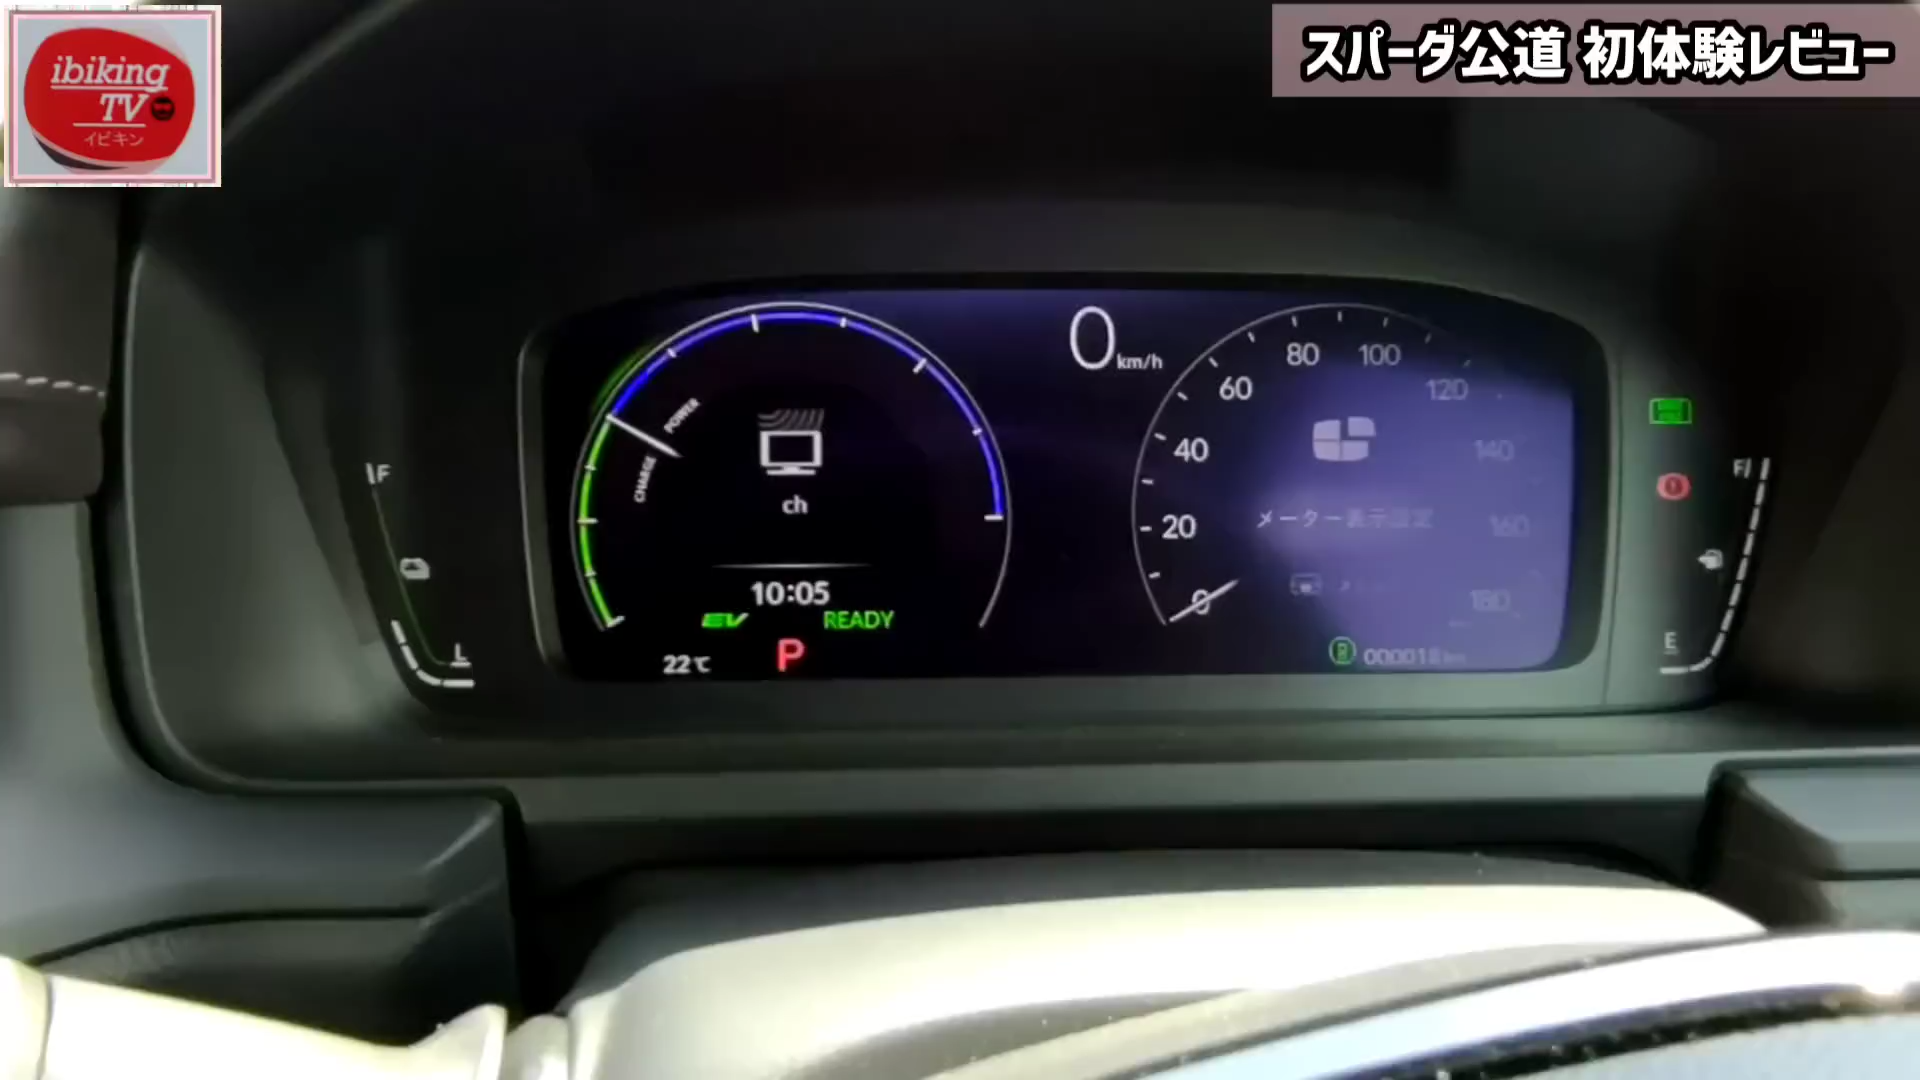 ibiking
TV
イビキン
スパーダ公道 初体験レビュー
F
L
POWER
CHARGE
ch
10:05
EV
READY
22℃
P
0 km/h
0
20
40
60
80
100
120
140
160
180
メーター表示設定
R
000018
F
E